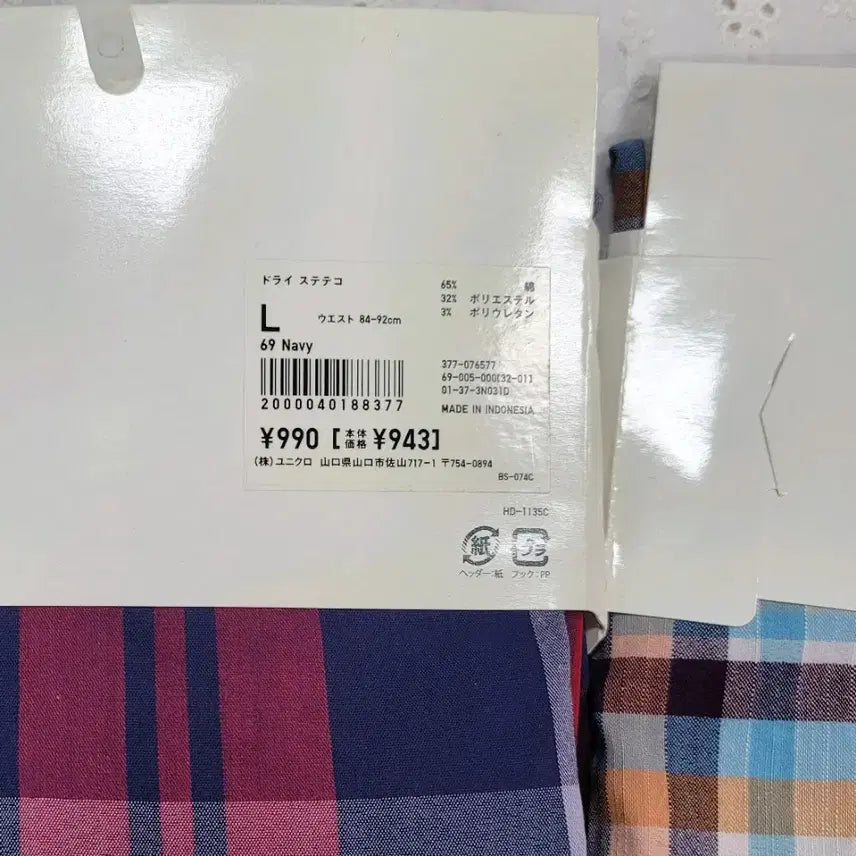 ドライ ステテコ
L ウエスト 84-92cm
69 Navy
65% 綿
32% ポリエステル
3% ポリウレタン
377-076577
69-005-000[32-01]
01-37-3N031D
MADE IN INDONESIA
2000040188377
¥990 [本体価格 ¥943]
(株)ユニクロ 山口県山口市佐山717-1 〒754-0894
BS-074C
HD-1135C
紙 プラ
ヘッダー:紙 フック:PP